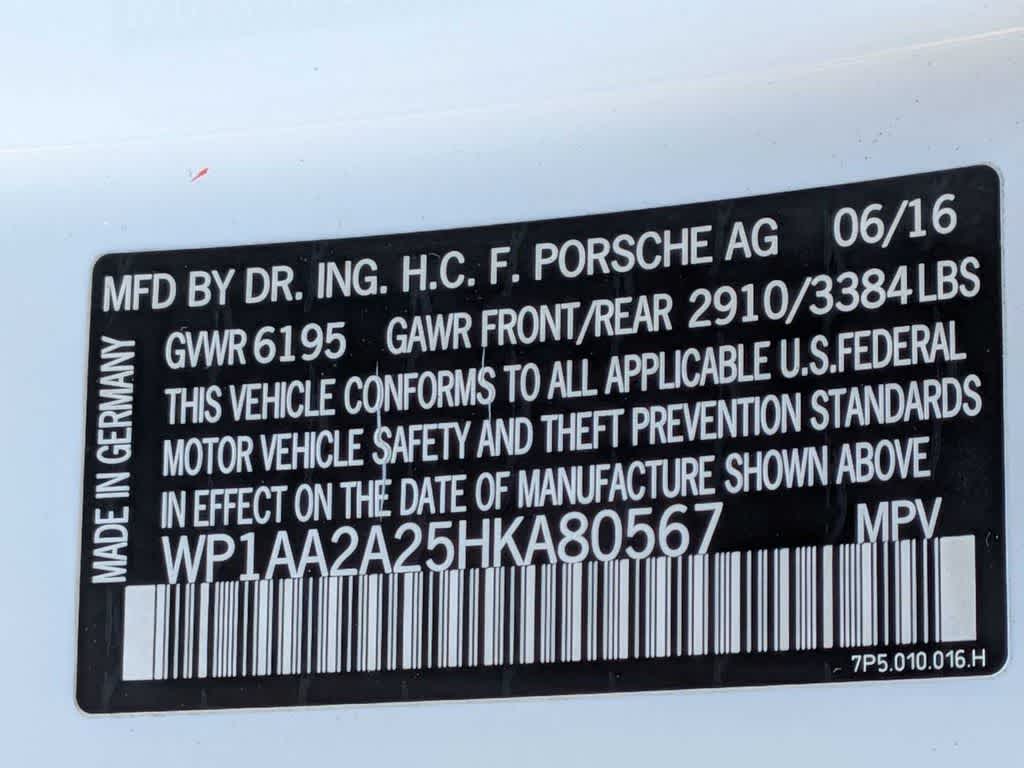 MFD BY DR. ING. H.C. F. PORSCHE AG 06/16
GVWR 6195 GAWR FRONT/REAR 2910/3384 LBS
THIS VEHICLE CONFORMS TO ALL APPLICABLE U.S.FEDERAL
MOTOR VEHICLE SAFETY AND THEFT PREVENTION STANDARDS
IN EFFECT ON THE DATE OF MANUFACTURE SHOWN ABOVE
WP1AA2A25HKA80567 MPV
7P5.010.016.H
MADE IN GERMANY